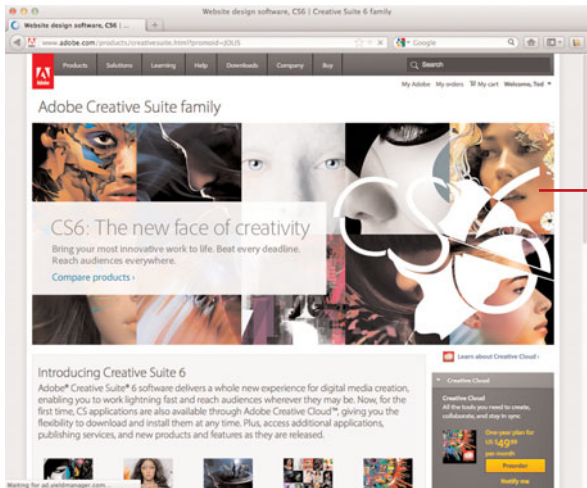 Website design software, CS6 | Creative Suite 6 family
Website design software, CS6 | ...
www.adobe.com/products/creativesuite.html?promoid=JOLIS
Google
Adobe
Products Solutions Learning Help Downloads Company Buy
Search
My Adobe My orders My cart Welcome, Ted
Adobe Creative Suite family
CS6
CS6: The new face of creativity
Bring your most innovative work to life. Beat every deadline.
Reach audiences everywhere.
Compare products ›
Learn about Creative Cloud ›
Introducing Creative Suite 6
Adobe® Creative Suite® 6 software delivers a whole new experience for digital media creation,
enabling you to work lightning fast and reach audiences wherever they may be. Now, for the
first time, CS applications are also available through Adobe Creative Cloud™, giving you the
flexibility to download and install them at any time. Plus, access additional applications,
publishing services, and new products and features as they are released.
Creative Cloud
Creative Cloud
All the tools you need to create,
collaborate, and stay in sync.
One-year plan for
US $49.99
per month
Preorder
Notify me
Waiting for ad.yieldmanager.com...